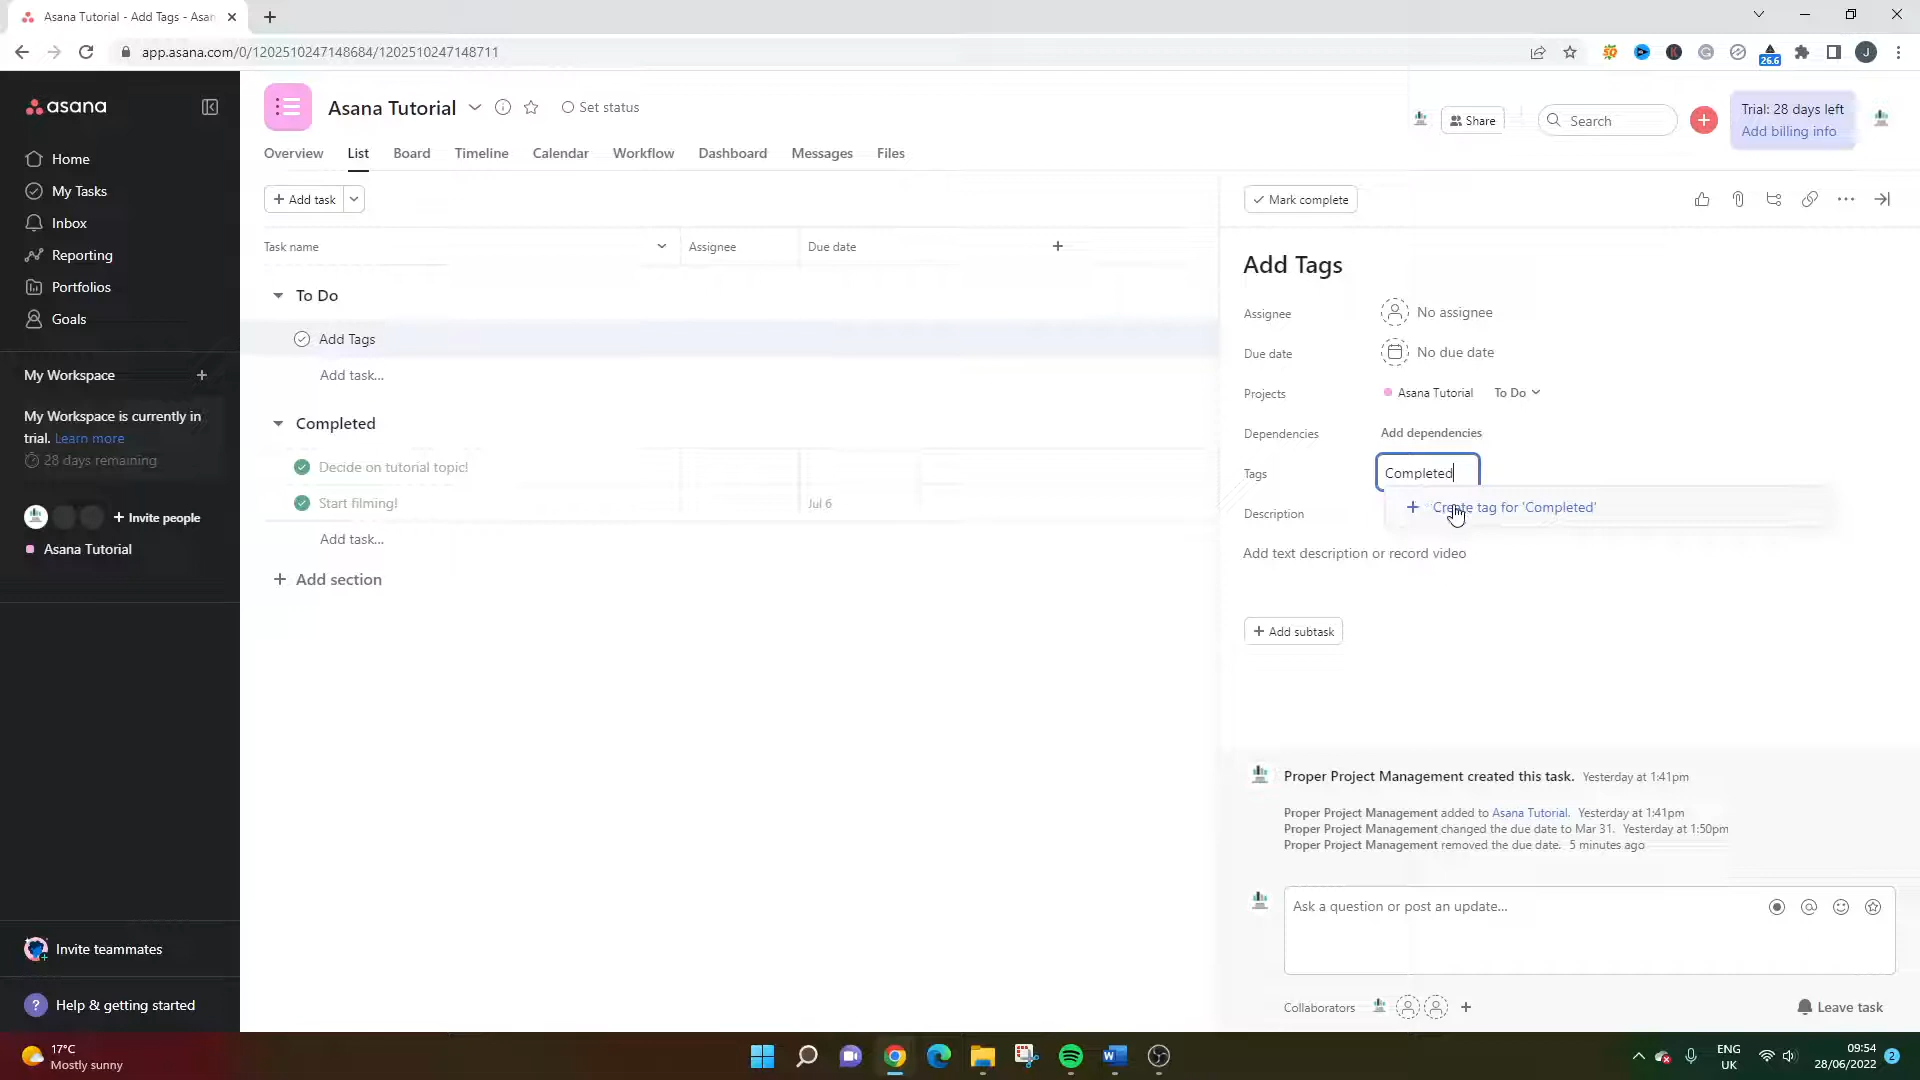 Asana Tutorial - Add Tags - Asan
app.asana.com/0/1202510247148684/1202510247148711
26.6
J
asana
Home
My Tasks
Inbox
Reporting
Portfolios
Goals
My Workspace
My Workspace is currently in
trial. Learn more
28 days remaining
Invite people
Asana Tutorial
Invite teammates
? Help & getting started
Asana Tutorial
Set status
Share
Search
Trial: 28 days left
Add billing info
Overview List Board Timeline Calendar Workflow Dashboard Messages Files
+ Add task
Task name Assignee Due date +
To Do
Add Tags
Add task...
Completed
Decide on tutorial topic!
Start filming! Jul 6
Add task...
+ Add section
Mark complete
Add Tags
Assignee No assignee
Due date No due date
Projects Asana Tutorial To Do
Dependencies Add dependencies
Tags Completed
+ Create tag for 'Completed'
Description
Add text description or record video
+ Add subtask
Proper Project Management created this task. Yesterday at 1:41pm
Proper Project Management added to Asana Tutorial. Yesterday at 1:41pm
Proper Project Management changed the due date to Mar 31. Yesterday at 1:50pm
Proper Project Management removed the due date. 5 minutes ago
Ask a question or post an update...
Collaborators +
Leave task
17°C
Mostly sunny
ENG
UK
09:54
28/06/2022
2